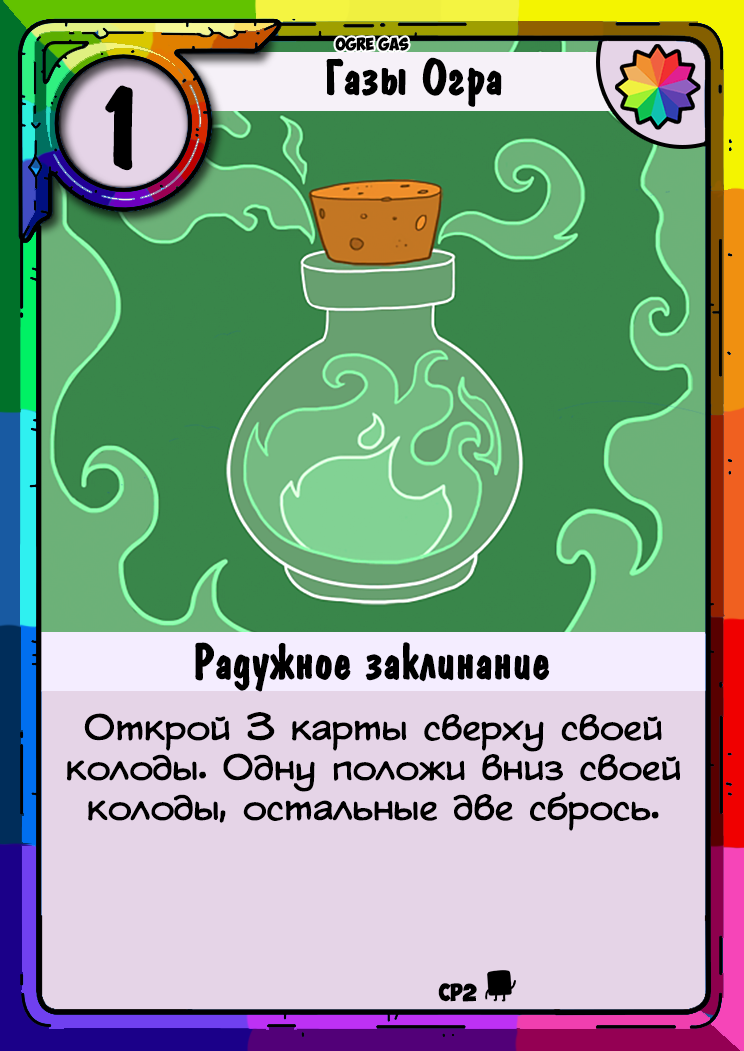 OGRE GAS
Газы Огра
1
Радужное заклинание
Открой 3 карты сверху своей
колоды. Одну положи вниз своей
колоды, остальные две сбрось.
CP2